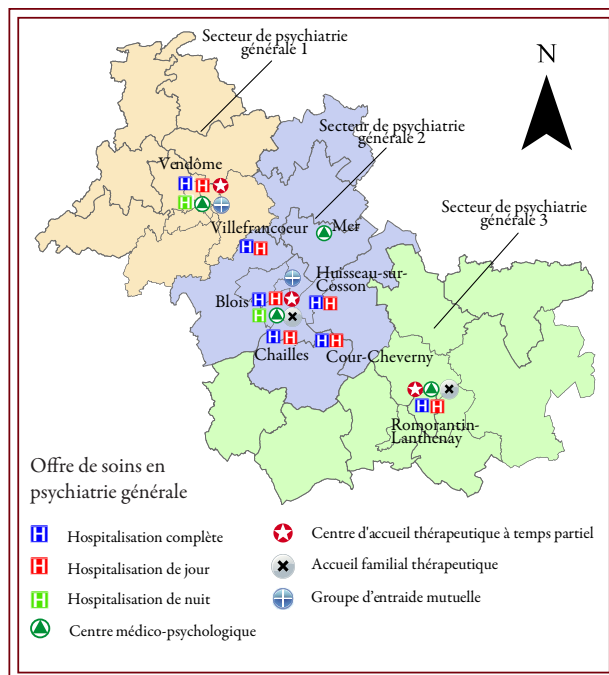 Secteur de psychiatrie
générale 1
N
Secteur de psychiatrie
générale 2
Vendôme
Secteur de psychiatrie
générale 3
Villefrancoeur
Mer
Huisseau-sur-
Cosson
Blois
Chailles
Cour-Cheverny
Romorantin-
Lanthenay
Offre de soins en
psychiatrie générale
H Hospitalisation complète
H Hospitalisation de jour
H Hospitalisation de nuit
Centre médico-psychologique
Centre d'accueil thérapeutique à temps partiel
Accueil familial thérapeutique
Groupe d'entraide mutuelle